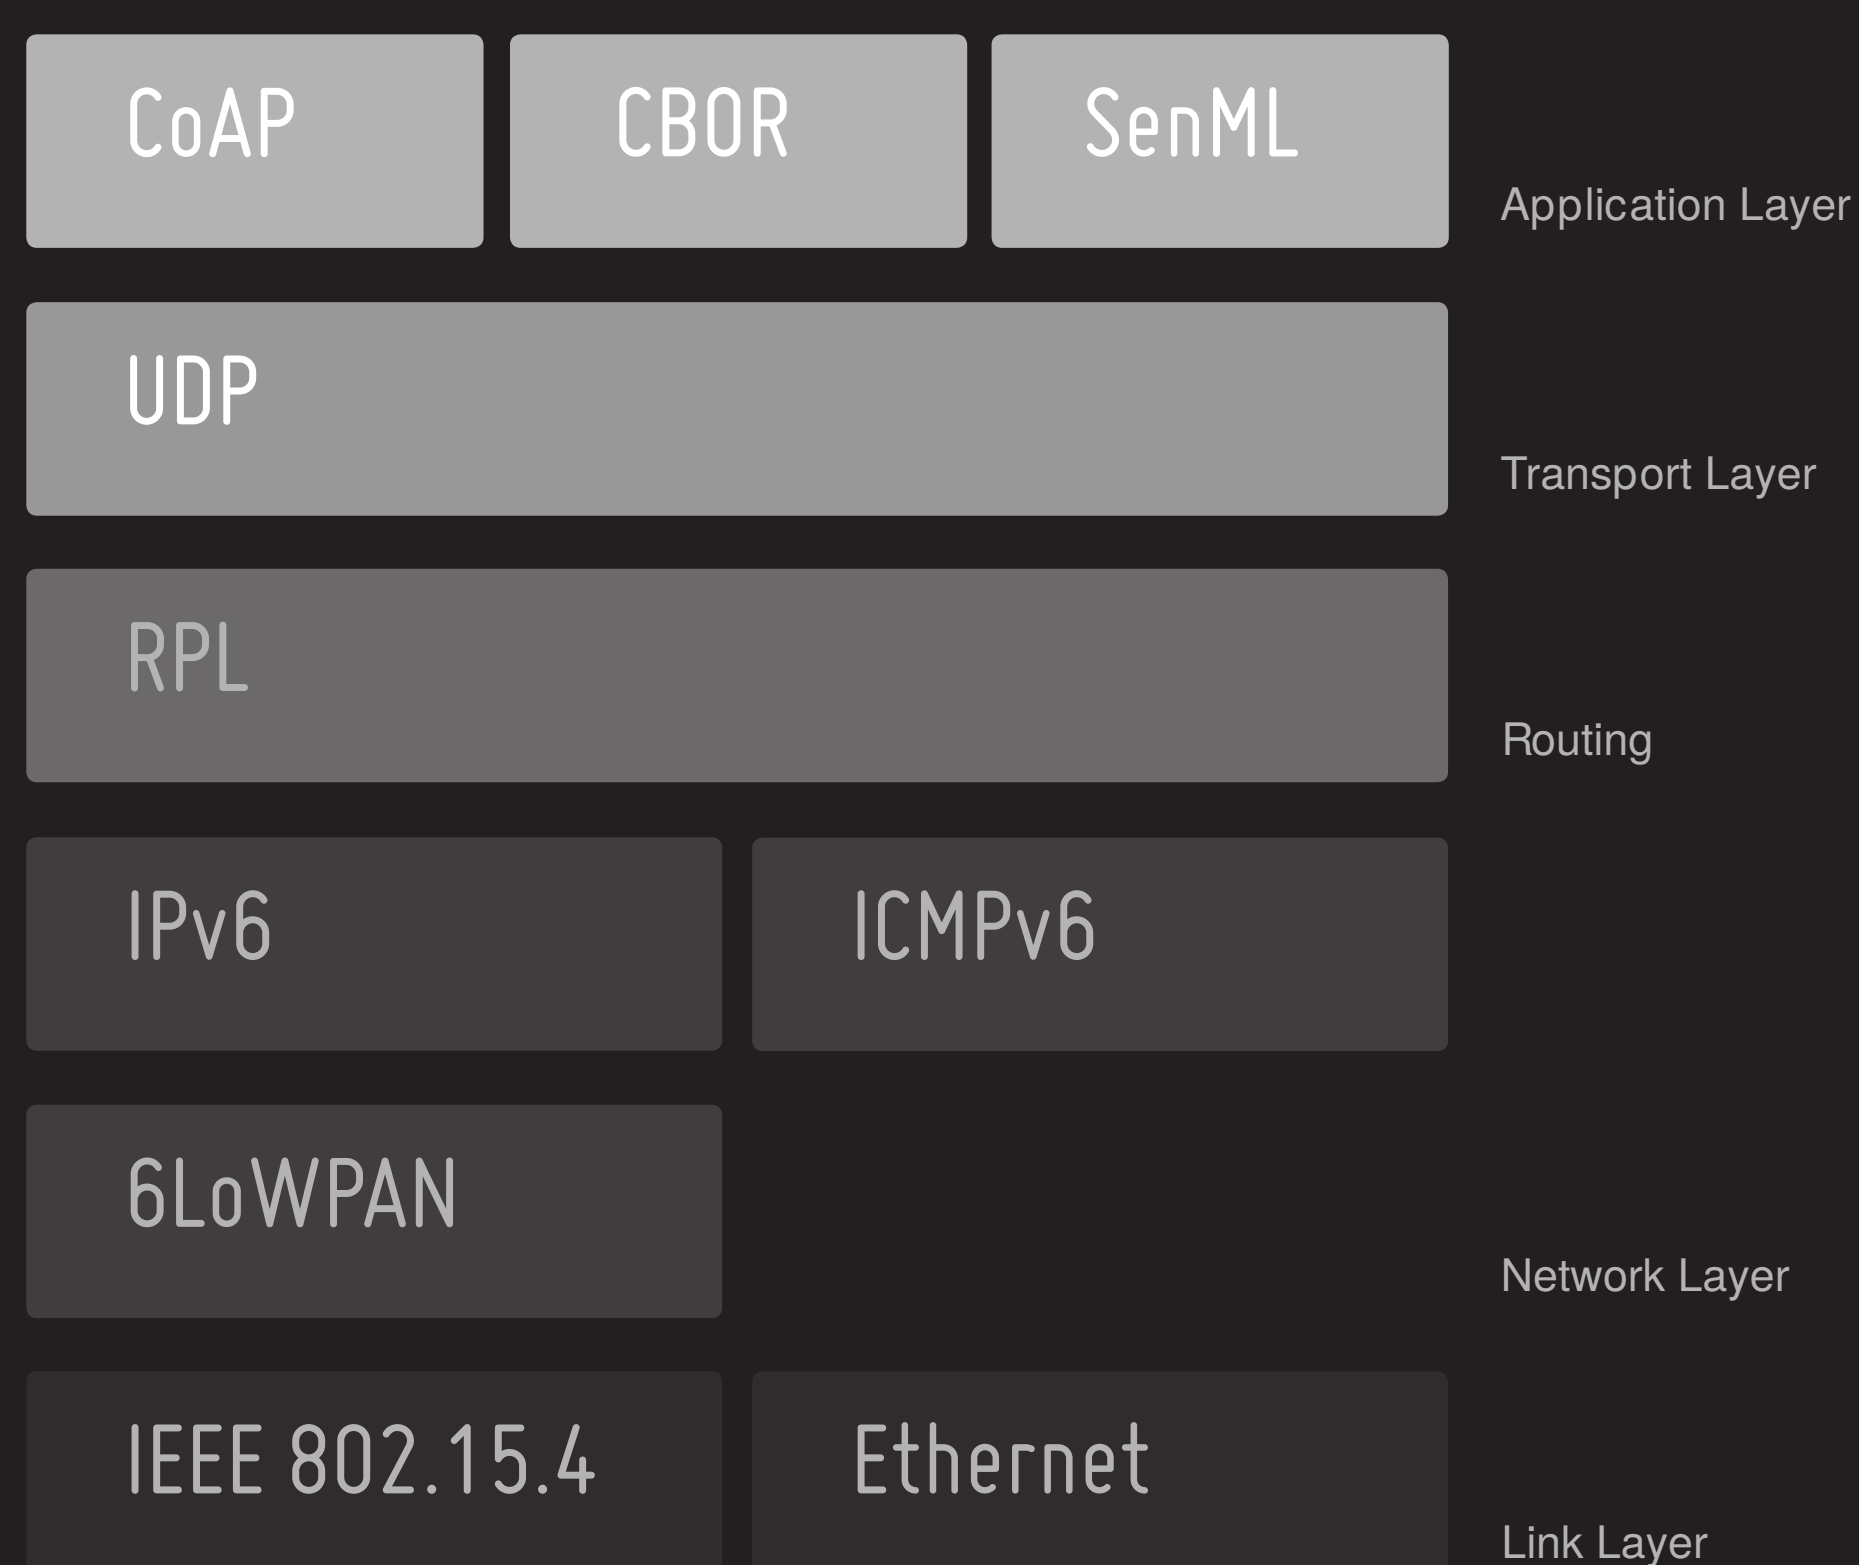 CoAP CBOR SenML
Application Layer
UDP
Transport Layer
RPL
Routing
IPv6 ICMPv6
6LoWPAN
Network Layer
IEEE 802.15.4 Ethernet
Link Layer